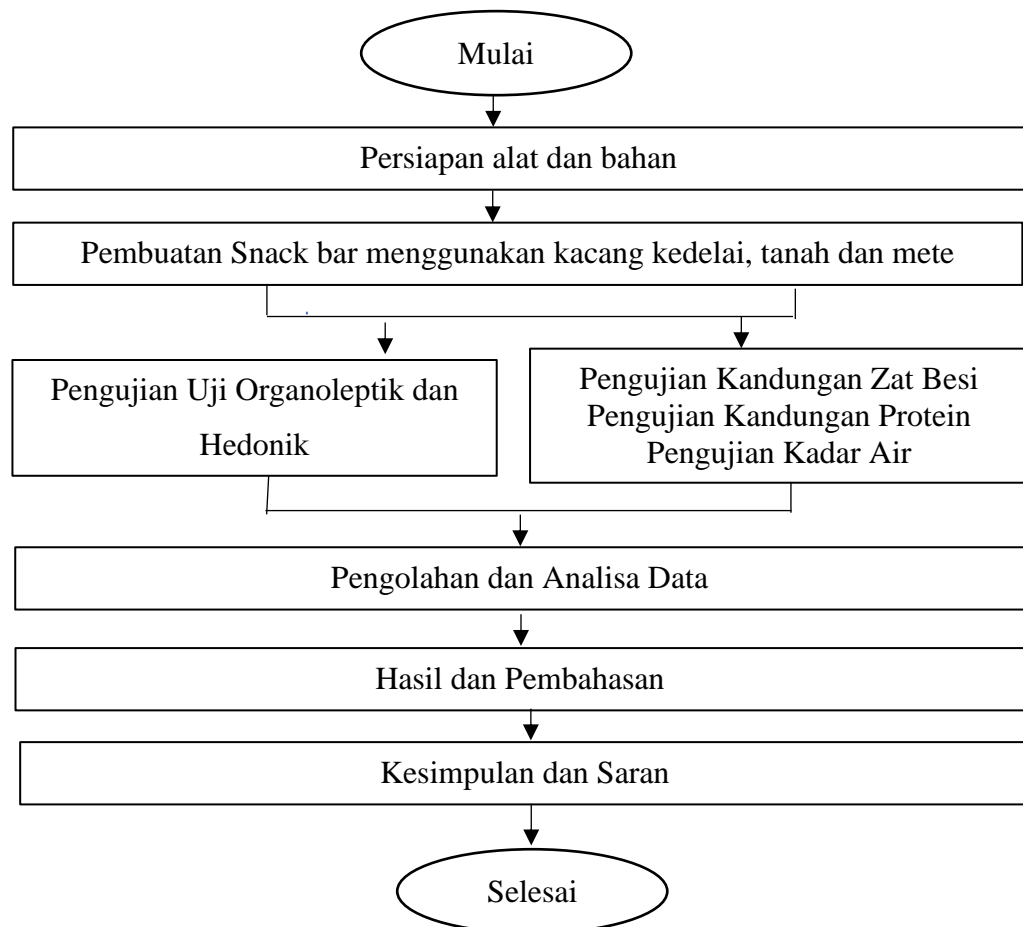 Mulai
Persiapan alat dan bahan
Pembuatan Snack bar menggunakan kacang kedelai, tanah dan mete
Pengujian Uji Organoleptik dan
Hedonik
Pengujian Kandungan Zat Besi
Pengujian Kandungan Protein
Pengujian Kadar Air
Pengolahan dan Analisa Data
Hasil dan Pembahasan
Kesimpulan dan Saran
Selesai